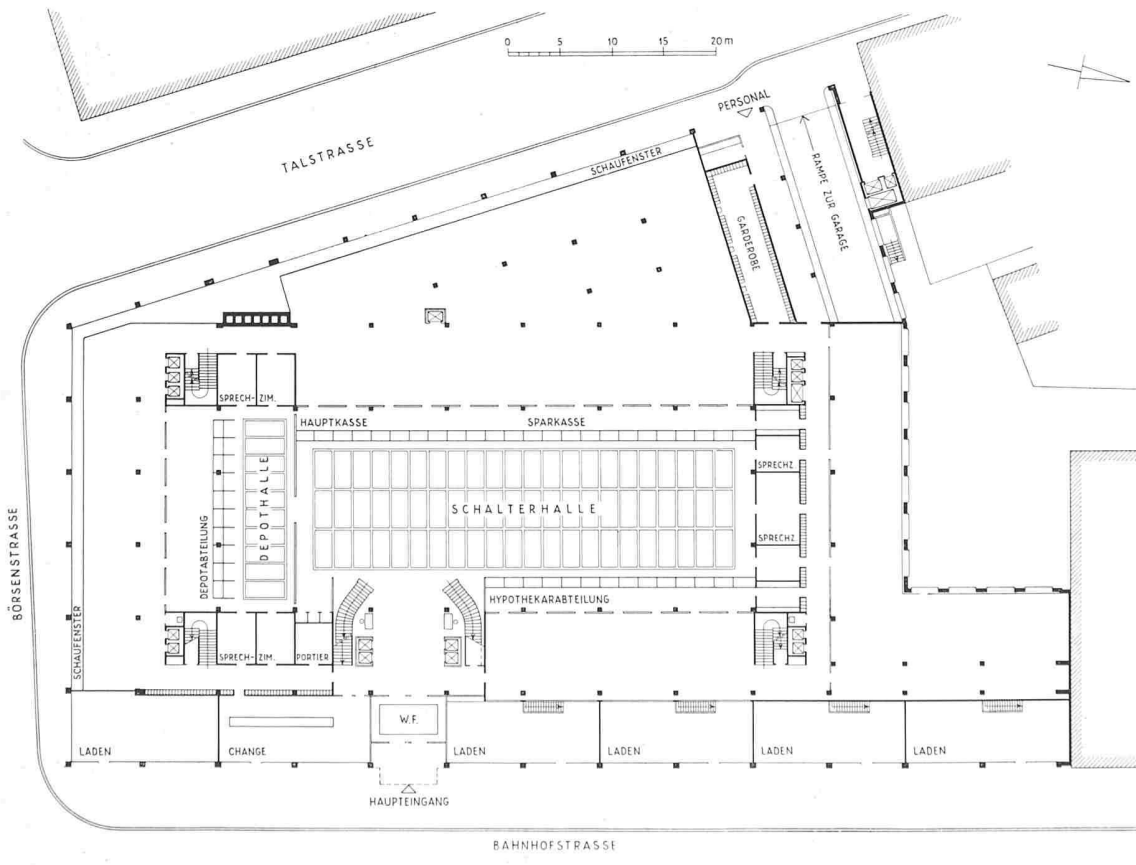 0 5 10 15 20 m
PERSONAL
TALSTRASSE
SCHAUFENSTER
RAMPE ZUR GARAGE
GARDEROBE
SPRECH- ZIM.
HAUPTKASSE
SPARKASSE
SPRECHZ.
SCHALTERHALLE
DEPOTHALLE
DEPOTABTEILUNG
SPRECHZ.
BÖRSENSTRASSE
HYPOTHEKARABTEILUNG
SCHAUFENSTER
SPRECH- ZIM.
PORTIER
W.F.
LADEN
CHANGE
LADEN
LADEN
LADEN
LADEN
HAUPTEINGANG
BAHNHOFSTRASSE